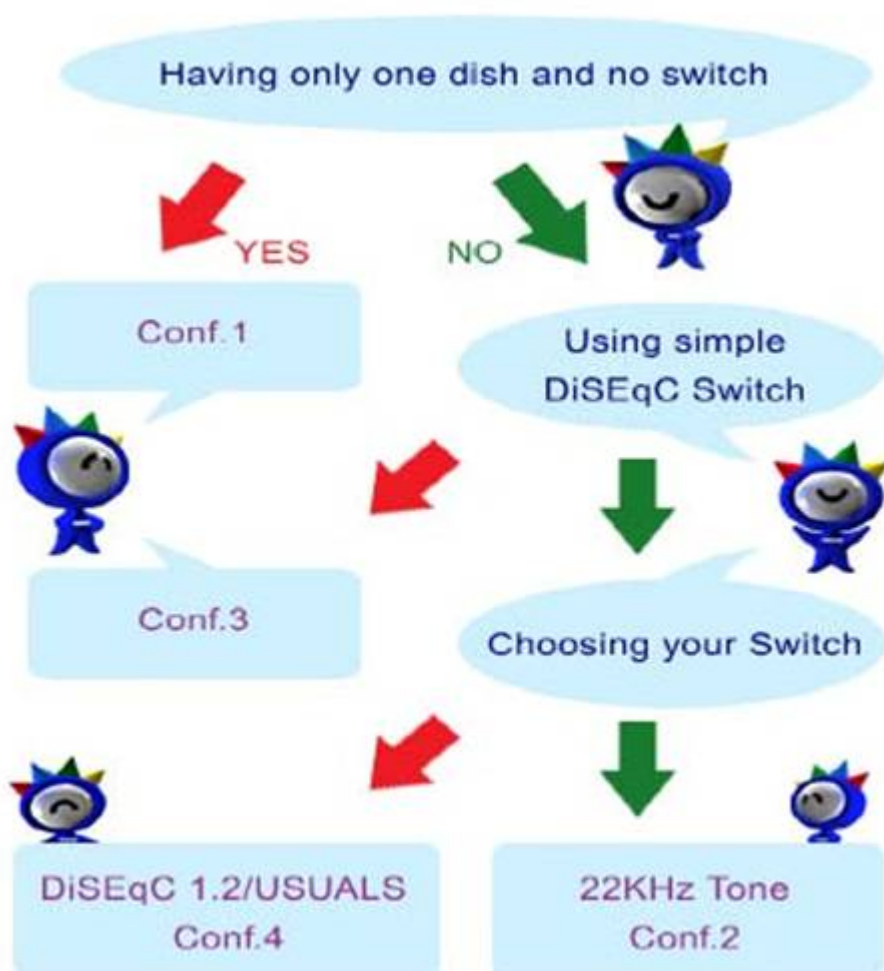 Having only one dish and no switch
YES
NO
Conf.1
Using simple
DiSEqC Switch
Conf.3
Choosing your Switch
DiSEqC 1.2/USUALS
Conf.4
22KHz Tone
Conf.2